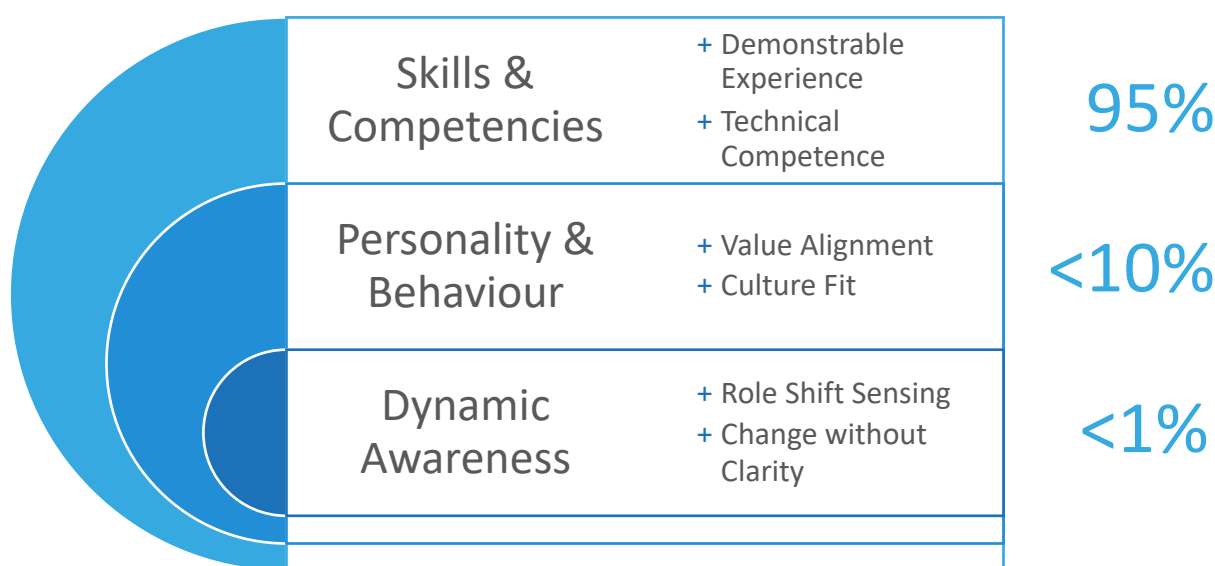 Skills &
Competencies
+ Demonstrable
Experience
+ Technical
Competence
95%
Personality &
Behaviour
+ Value Alignment
+ Culture Fit
<10%
Dynamic
Awareness
+ Role Shift Sensing
+ Change without
Clarity
<1%